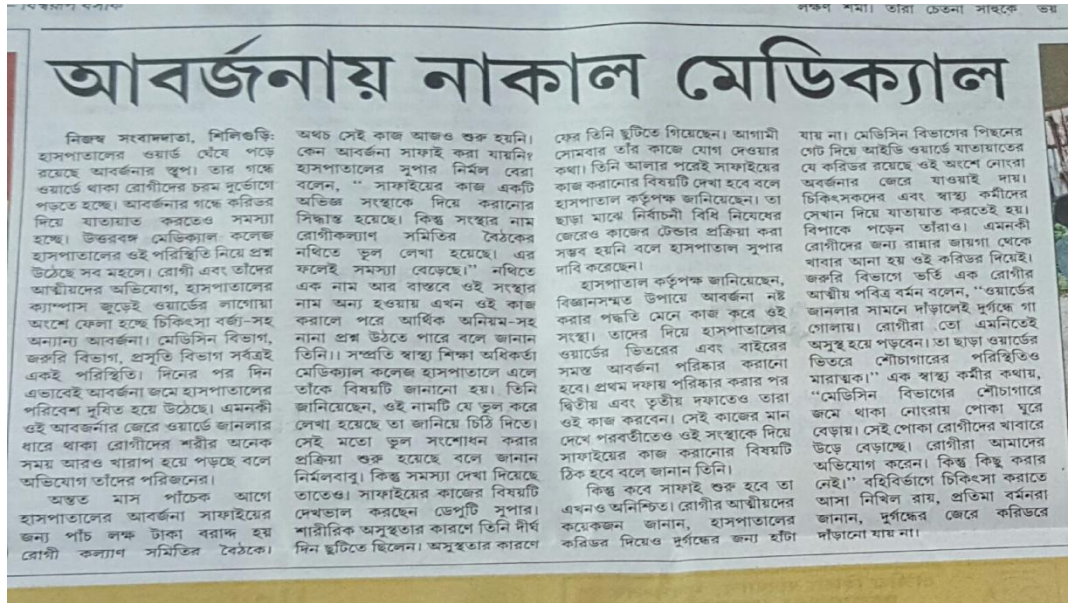 লক্ষণ শর্মা। তারা চেতনা সাহুকে ভয়
আবর্জনায় নাকাল মেডিক্যাল
নিজস্ব সংবাদদাতা, শিলিগুড়ি:
হাসপাতালের ওয়ার্ড ঘেঁষে পড়ে
রয়েছে আবর্জনার স্তূপ। তার গন্ধে
ওয়ার্ডে থাকা রোগীদের চরম দুর্ভোগে
পড়তে হচ্ছে। আবর্জনার গন্ধে করিডর
দিয়ে যাতায়াত করতেও সমস্যা
হচ্ছে। উত্তরবঙ্গ মেডিক্যাল কলেজ
হাসপাতালের ওই পরিস্থিতি নিয়ে প্রশ্ন
উঠেছে সব মহলে। রোগী এবং তাঁদের
আত্মীয়দের অভিযোগ, হাসপাতালের
ক্যাম্পাস জুড়েই ওয়ার্ডের লাগোয়া
অংশে ফেলা হচ্ছে চিকিৎসা বর্জ্য-সহ
অন্যান্য আবর্জনা। মেডিসিন বিভাগ,
জরুরি বিভাগ, প্রসূতি বিভাগ সর্বত্রই
একই পরিস্থিতি। দিনের পর দিন
এভাবেই আবর্জনা জমে হাসপাতালের
পরিবেশ দূষিত হয়ে উঠেছে। এমনকী
ওই আবর্জনার জেরে ওয়ার্ডে জানলার
ধারে থাকা রোগীদের শরীর অনেক
সময় আরও খারাপ হয়ে পড়ছে বলে
অভিযোগ তাঁদের পরিজনের।
অন্তত মাস পাঁচেক আগে
হাসপাতালের আবর্জনা সাফাইয়ের
জন্য পাঁচ লক্ষ টাকা বরাদ্দ হয়
রোগী কল্যাণ সমিতির বৈঠকে।
অথচ সেই কাজ আজও শুরু হয়নি।
কেন আবর্জনা সাফাই করা যায়নি?
হাসপাতালের সুপার নির্মল বেরা
বলেন, “ সাফাইয়ের কাজ একটি
অভিজ্ঞ সংস্থাকে দিয়ে করানোর
সিদ্ধান্ত হয়েছে। কিন্তু সংস্থার নাম
রোগীকল্যাণ সমিতির বৈঠকের
নথিতে ভুল লেখা হয়েছে। এর
ফলেই সমস্যা বেড়েছে।” নথিতে
এক নাম আর বাস্তবে ওই সংস্থার
নাম অন্য হওয়ায় এখন ওই কাজ
করালে পরে আর্থিক অনিয়ম-সহ
নানা প্রশ্ন উঠতে পারে বলে জানান
তিনি।। সম্প্রতি স্বাস্থ্য শিক্ষা অধিকর্তা
মেডিক্যাল কলেজ হাসপাতালে এলে
তাঁকে বিষয়টি জানানো হয়। তিনি
জানিয়েছেন, ওই নামটি যে ভুল করে
লেখা হয়েছে তা জানিয়ে চিঠি দিতে।
সেই মতো ভুল সংশোধন করার
প্রক্রিয়া শুরু হয়েছে বলে জানান
নির্মলবাবু। কিন্তু সমস্যা দেখা দিয়েছে
তাতেও। সাফাইয়ের কাজের বিষয়টি
দেখভাল করছেন ডেপুটি সুপার।
শারীরিক অসুস্থতার কারণে তিনি দীর্ঘ
দিন ছুটিতে ছিলেন। অসুস্থতার কারণে
ফের তিনি ছুটিতে গিয়েছেন। আগামী
সোমবার তাঁর কাজে যোগ দেওয়ার
কথা। তিনি আলার পরেই সাফাইয়ের
কাজ করানোর বিষয়টি দেখা হবে বলে
হাসপাতাল কর্তৃপক্ষ জানিয়েছেন। তা
ছাড়া মাঝে নির্বাচনী বিধি নিষেধের
জেরেও কাজের টেন্ডার প্রক্রিয়া করা
সম্ভব হয়নি বলে হাসপাতাল সুপার
দাবি করেছেন।
হাসপাতাল কর্তৃপক্ষ জানিয়েছেন,
বিজ্ঞানসম্মত উপায়ে আবর্জনা নষ্ট
করার পদ্ধতি মেনে কাজ করে ওই
সংস্থা। তাদের দিয়ে হাসপাতালের
ওয়ার্ডের ভিতরের এবং বাইরের
সমস্ত আবর্জনা পরিষ্কার করানো
হবে। প্রথম দফায় পরিষ্কার করার পর
দ্বিতীয় এবং তৃতীয় দফাতেও তারা
ওই কাজ করবেন। সেই কাজের মান
দেখে পরবর্তীতেও ওই সংস্থাকে দিয়ে
সাফাইয়ের কাজ করানোর বিষয়টি
ঠিক হবে বলে জানান তিনি।
কিন্তু কবে সাফাই শুরু হবে তা
এখনও অনিশ্চিত। রোগীর আত্মীয়দের
কয়েকজন জানান, হাসপাতালের
করিডর দিয়েও দুর্গন্ধের জন্য হাঁটা
যায় না। মেডিসিন বিভাগের পিছনের
গেট দিয়ে আইডি ওয়ার্ডে যাতায়াতের
যে করিডর রয়েছে ওই অংশে নোংরা
অবর্জনার জেরে যাওয়াই দায়।
চিকিৎসকদের এবং স্বাস্থ্য কর্মীদের
সেখান দিয়ে যাতায়াত করতেই হয়।
বিপাকে পড়েন তাঁরাও। এমনকী
রোগীদের জন্য রান্নার জায়গা থেকে
খাবার আনা হয় ওই করিডর দিয়েই।
জরুরি বিভাগে ভর্তি এক রোগীর
আত্মীয় পবিত্র বর্মন বলেন, “ওয়ার্ডের
জানলার সামনে দাঁড়ালেই দুর্গন্ধে গা
গোলায়। রোগীরা তো এমনিতেই
অসুস্থ হয়ে পড়বেন। তা ছাড়া ওয়ার্ডের
ভিতরে শৌচাগারের পরিস্থিতিও
মারাত্মক।” এক স্বাস্থ্য কর্মীর কথায়,
“মেডিসিন বিভাগের শৌচাগারে
জমে থাকা নোংরায় পোকা ঘুরে
বেড়ায়। সেই পোকা রোগীদের খাবারে
উড়ে বেড়াচ্ছে। রোগীরা আমাদের
অভিযোগ করেন। কিন্তু কিছু করার
নেই।” বহির্বিভাগে চিকিৎসা করাতে
আসা নিখিল রায়, প্রতিমা বর্মনরা
জানান, দুর্গন্ধের জেরে করিডরে
দাঁড়ানো যায় না।